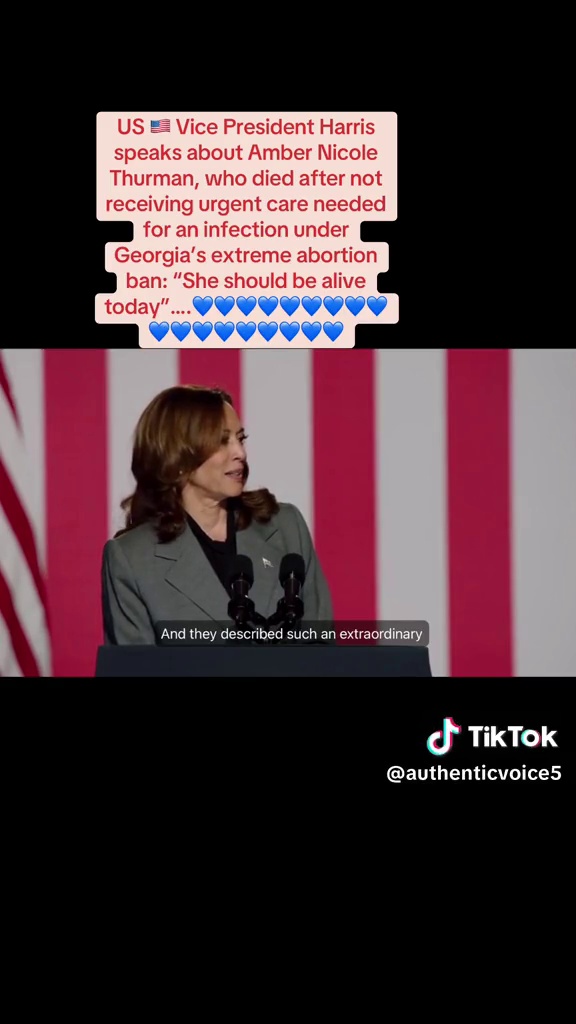 US 🇺🇸 Vice President Harris
speaks about Amber Nicole
Thurman, who died after not
receiving urgent care needed
for an infection under
Georgia’s extreme abortion
ban: “She should be alive
today”....💙💙💙💙💙💙💙💙💙
💙💙💙💙💙💙💙💙💙
And they described such an extraordinary
TikTok
@authenticvoice5